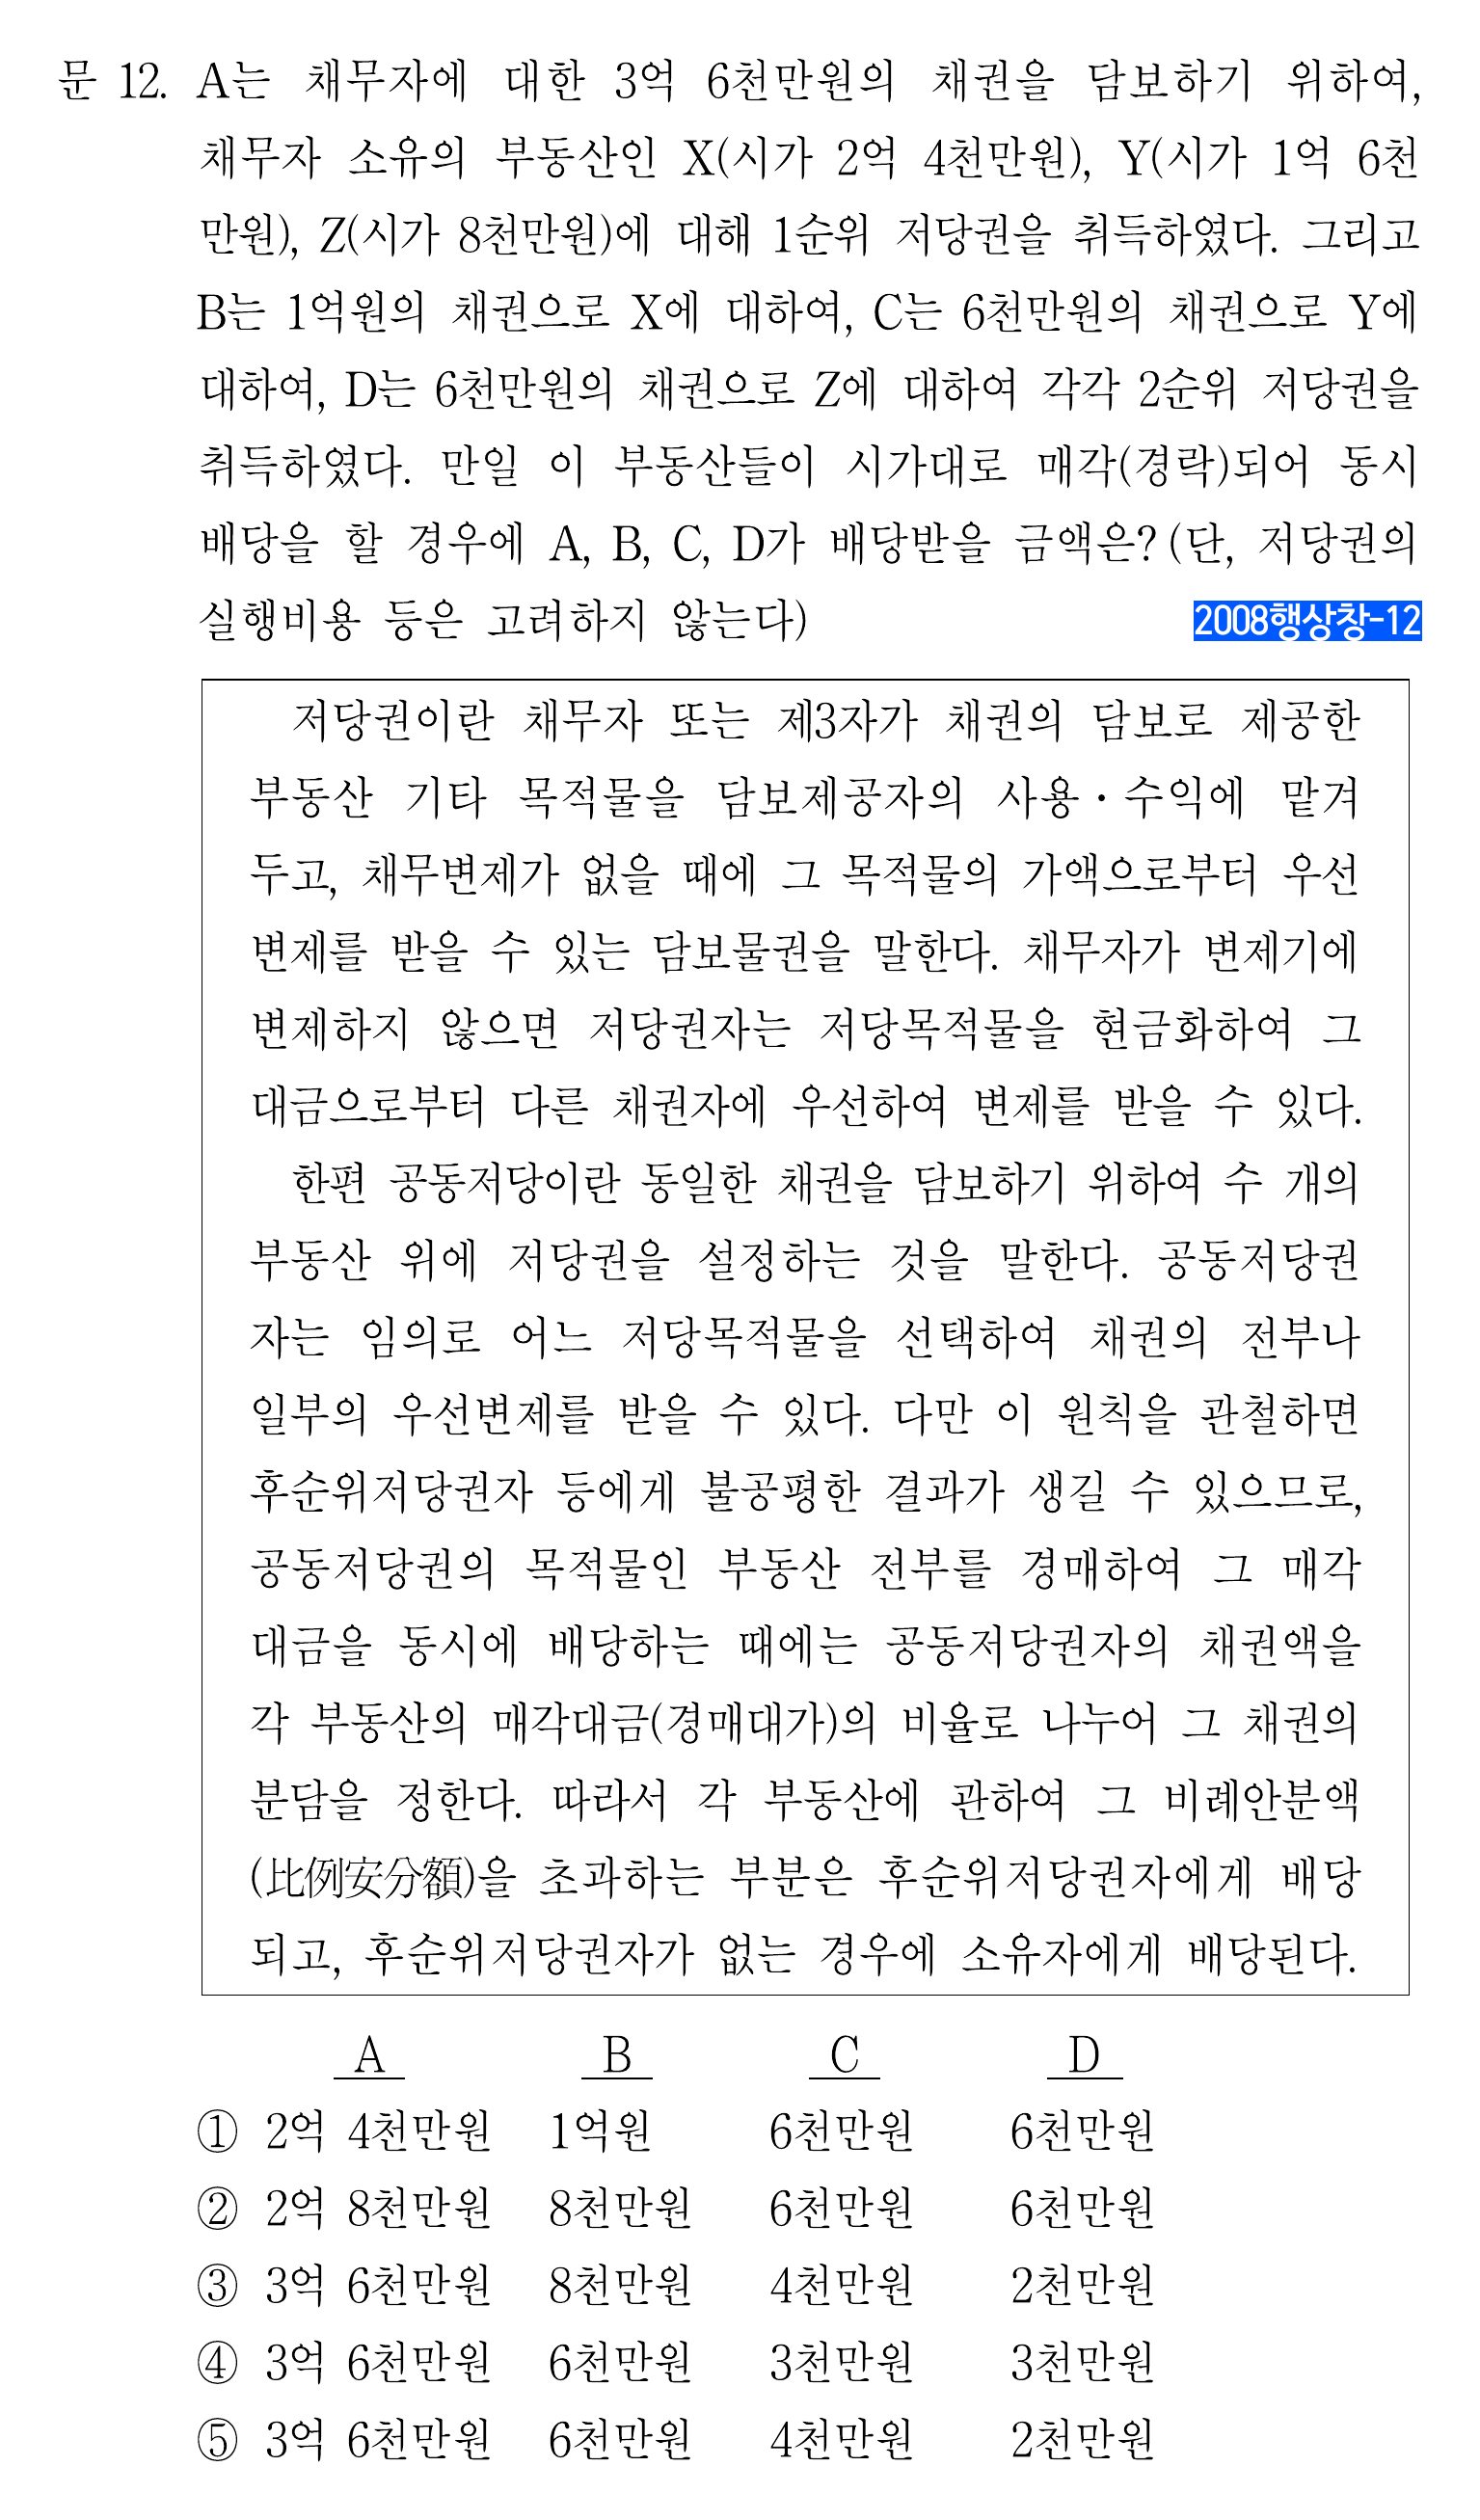 문 12. A는 채무자에 대한 3억 6천만원의 채권을 담보하기 위하여,
채무자 소유의 부동산인 X(시가 2억 4천만원), Y(시가 1억 6천
만원), Z(시가 8천만원)에 대해 1순위 저당권을 취득하였다. 그리고
B는 1억원의 채권으로 X에 대하여, C는 6천만원의 채권으로 Y에
대하여, D는 6천만원의 채권으로 Z에 대하여 각각 2순위 저당권을
취득하였다. 만일 이 부동산들이 시가대로 매각(경락)되어 동시
배당을 할 경우에 A, B, C, D가 배당받을 금액은? (단, 저당권의
실행비용 등은 고려하지 않는다) 2008행상창-12
저당권이란 채무자 또는 제3자가 채권의 담보로 제공한
부동산 기타 목적물을 담보제공자의 사용·수익에 맡겨
두고, 채무변제가 없을 때에 그 목적물의 가액으로부터 우선
변제를 받을 수 있는 담보물권을 말한다. 채무자가 변제기에
변제하지 않으면 저당권자는 저당목적물을 현금화하여 그
대금으로부터 다른 채권자에 우선하여 변제를 받을 수 있다.
한편 공동저당이란 동일한 채권을 담보하기 위하여 수 개의
부동산 위에 저당권을 설정하는 것을 말한다. 공동저당권
자는 임의로 어느 저당목적물을 선택하여 채권의 전부나
일부의 우선변제를 받을 수 있다. 다만 이 원칙을 관철하면
후순위저당권자 등에게 불공평한 결과가 생길 수 있으므로,
공동저당권의 목적물인 부동산 전부를 경매하여 그 매각
대금을 동시에 배당하는 때에는 공동저당권자의 채권액을
각 부동산의 매각대금(경매대가)의 비율로 나누어 그 채권의
분담을 정한다. 따라서 각 부동산에 관하여 그 비례안분액
(比例安分額)을 초과하는 부분은 후순위저당권자에게 배당
되고, 후순위저당권자가 없는 경우에 소유자에게 배당된다.
A B C D
① 2억 4천만원 1억원 6천만원 6천만원
② 2억 8천만원 8천만원 6천만원 6천만원
③ 3억 6천만원 8천만원 4천만원 2천만원
④ 3억 6천만원 6천만원 3천만원 3천만원
⑤ 3억 6천만원 6천만원 4천만원 2천만원